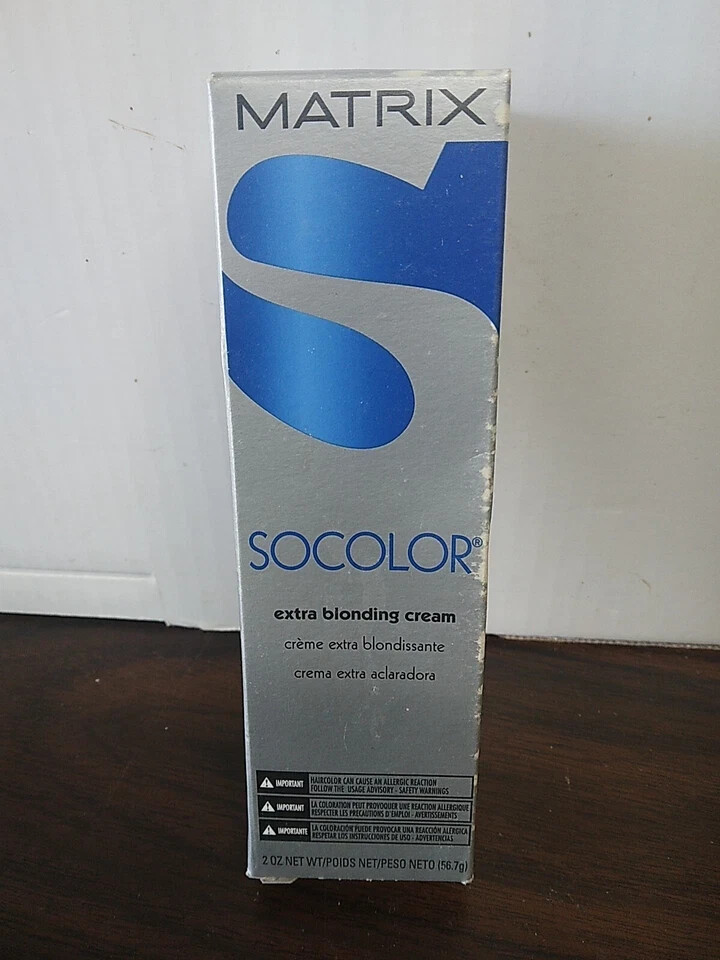 MATRIX
SOCOLOR®
extra blonding cream
crème extra blondissante
crema extra aclaradora
IMPORTANT HAIRCOLOR CAN CAUSE AN ALLERGIC REACTION
FOLLOW THE USAGE ADVISORY - SAFETY WARNINGS
IMPORTANT LA COLORATION PEUT PROVOQUER UNE REACTION ALLERGIQUE
RESPECTER LES PRECAUTIONS D'EMPLOI - AVERTISSEMENTS
IMPORTANTE LA COLORACIÓN PUEDE PROVOCAR UNA REACCIÓN ALÉRGICA
RESPETAR LOS INSTRUCCIONES DE USO - ADVERTENCIAS
2 OZ NET WT/POIDS NET/PESO NETO (56.7g)